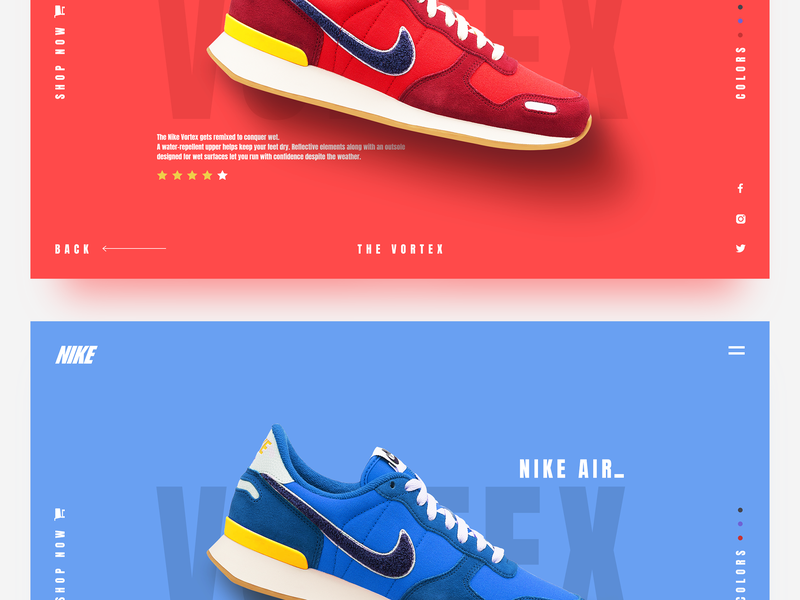 VORTEX
SHOP NOW
COLORS
The Nike Vortex gets remixed to conquer wet.
A water-repellent upper helps keep your feet dry. Reflective elements along with an outsole
designed for wet surfaces let you run with confidence despite the weather.
BACK
THE VORTEX
NIKE
NIKE AIR_
VORTEX
SHOP NOW
COLORS